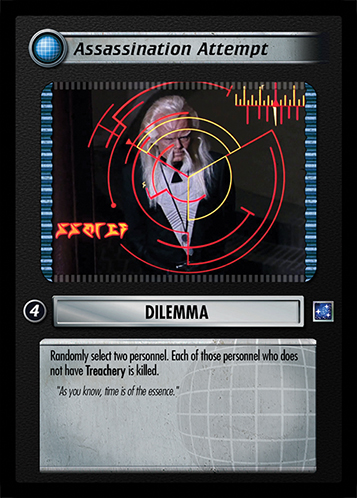 Assassination Attempt
4
DILEMMA
Randomly select two personnel. Each of those personnel who does
not have Treachery is killed.
"As you know, time is of the essence."